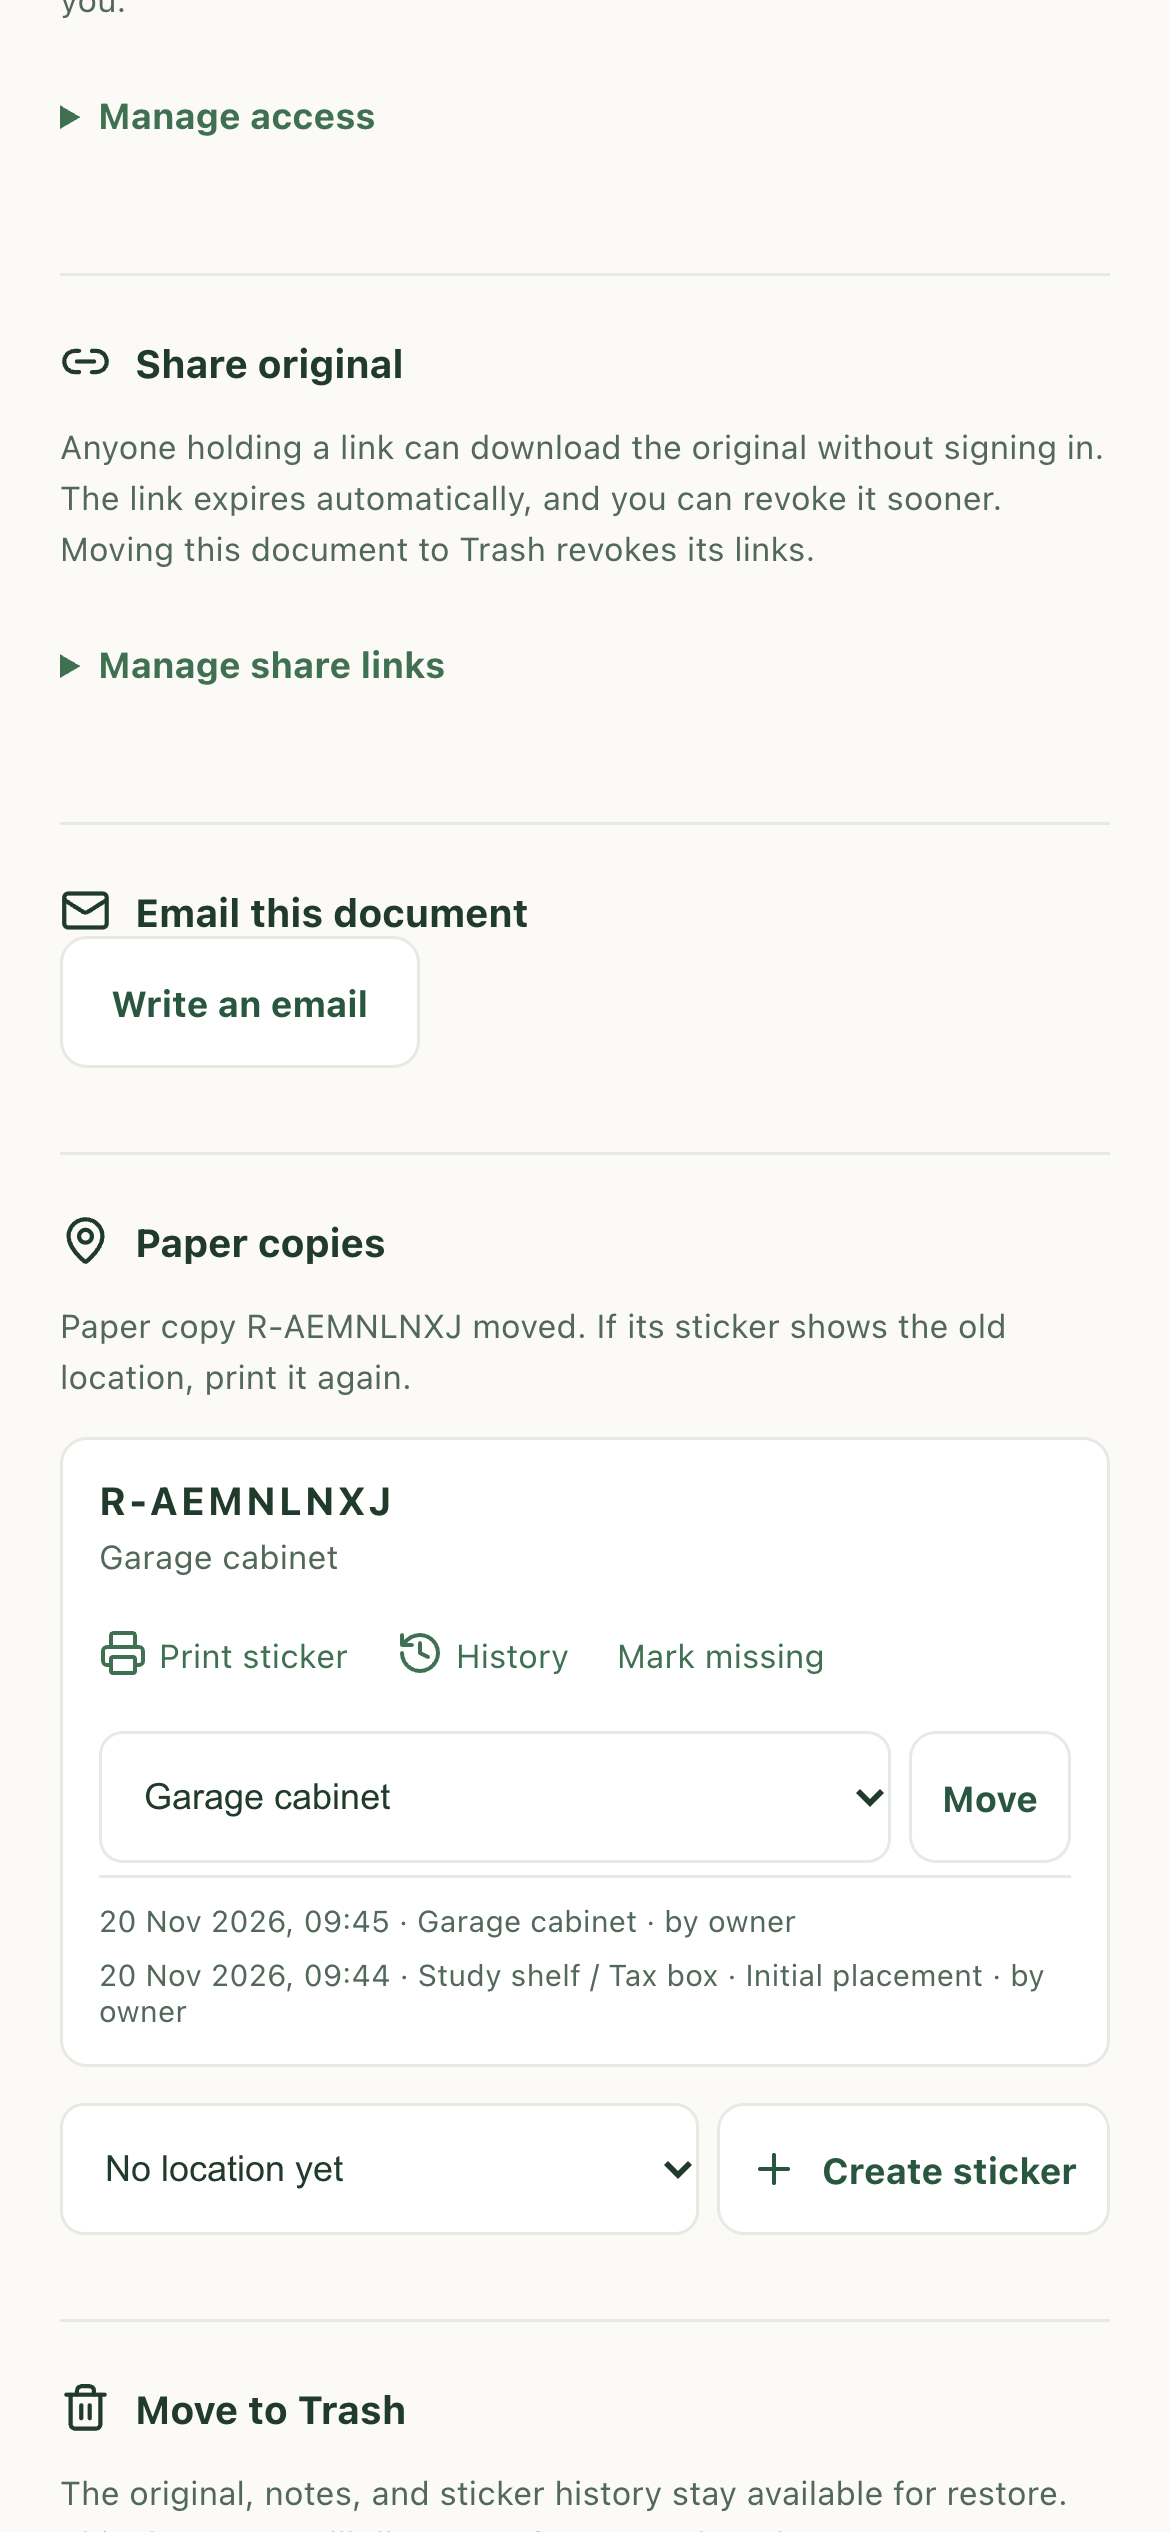 you.
Manage access
Share original
Anyone holding a link can download the original without signing in.
The link expires automatically, and you can revoke it sooner.
Moving this document to Trash revokes its links.
Manage share links
Email this document
Write an email
Paper copies
Paper copy R-AEMNLNXJ moved. If its sticker shows the old
location, print it again.
R-AEMNLNXJ
Garage cabinet
Print sticker History Mark missing
Garage cabinet Move
20 Nov 2026, 09:45 · Garage cabinet · by owner
20 Nov 2026, 09:44 · Study shelf / Tax box · Initial placement · by
owner
No location yet Create sticker
Move to Trash
The original, notes, and sticker history stay available for restore.